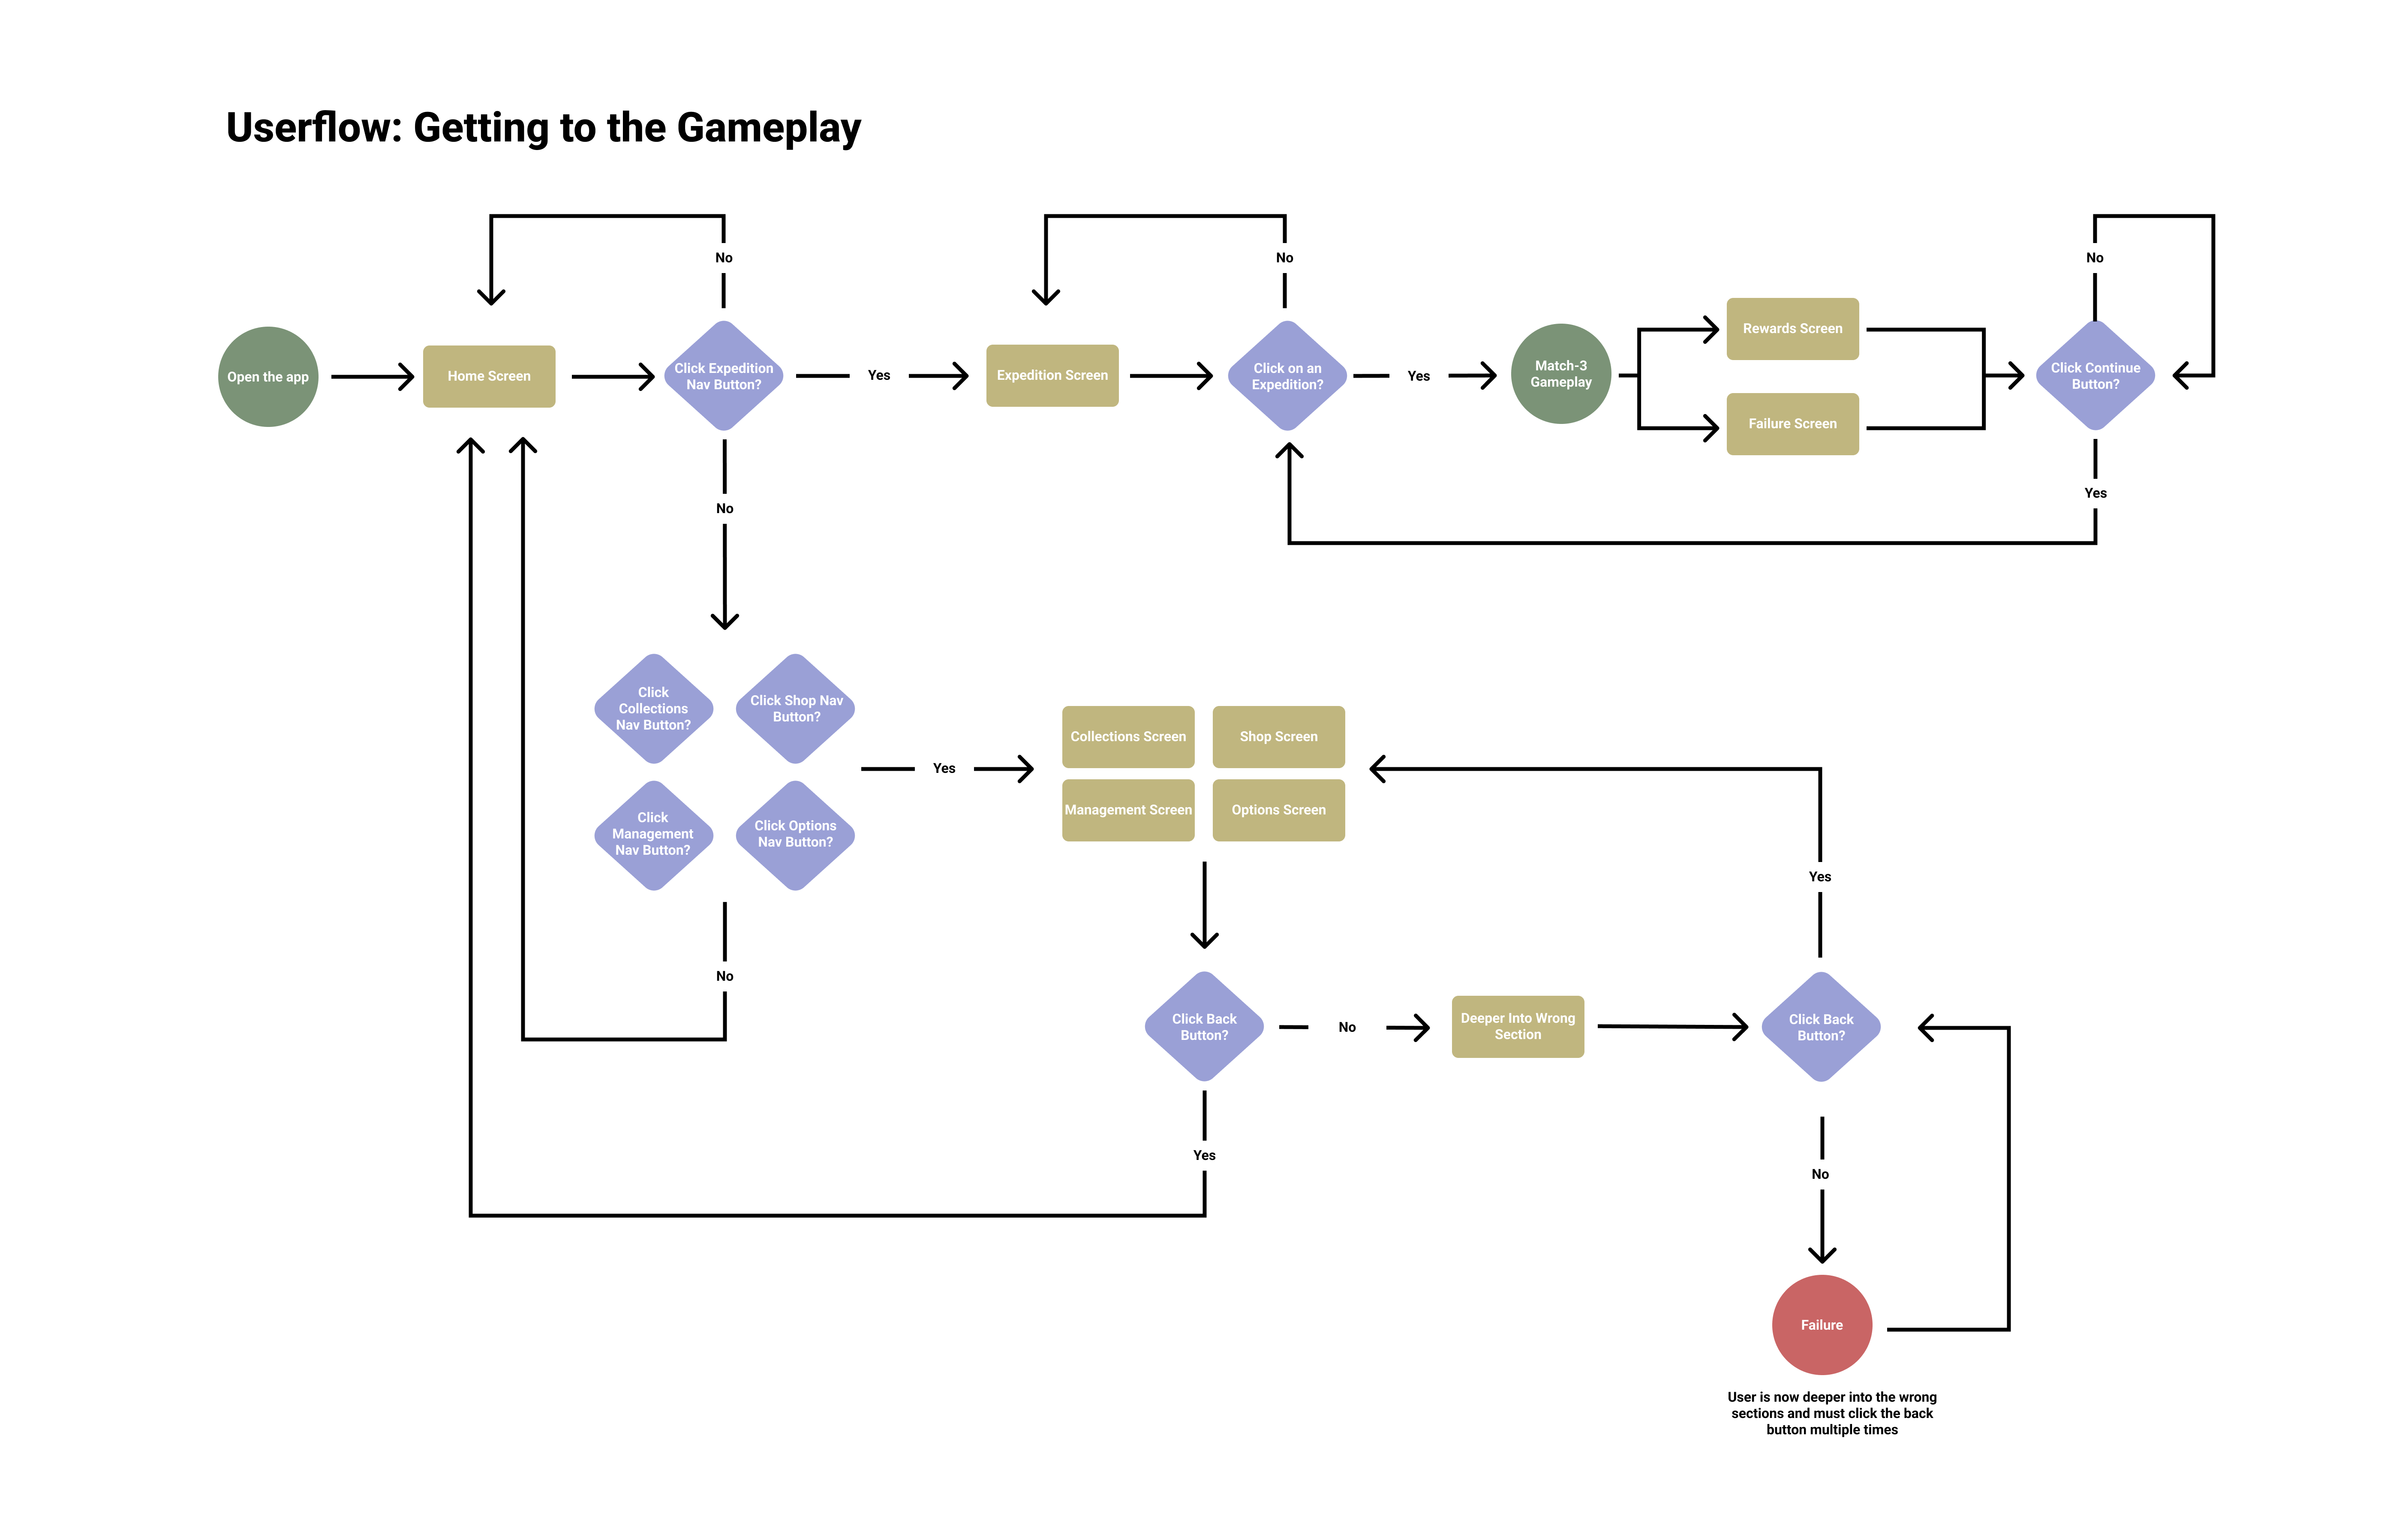 Userflow: Getting to the Gameplay
No
No
No
Open the app
Home Screen
Click Expedition
Nav Button?
Yes
Expedition Screen
Click on an
Expedition?
Yes
Match-3
Gameplay
Rewards Screen
Failure Screen
Click Continue
Button?
Yes
No
Click
Collections
Nav Button?
Click Shop Nav
Button?
Click
Management
Nav Button?
Click Options
Nav Button?
Yes
Collections Screen
Shop Screen
Management Screen
Options Screen
Yes
No
Click Back
Button?
No
Deeper Into Wrong
Section
Click Back
Button?
Yes
No
Failure
User is now deeper into the wrong
sections and must click the back
button multiple times